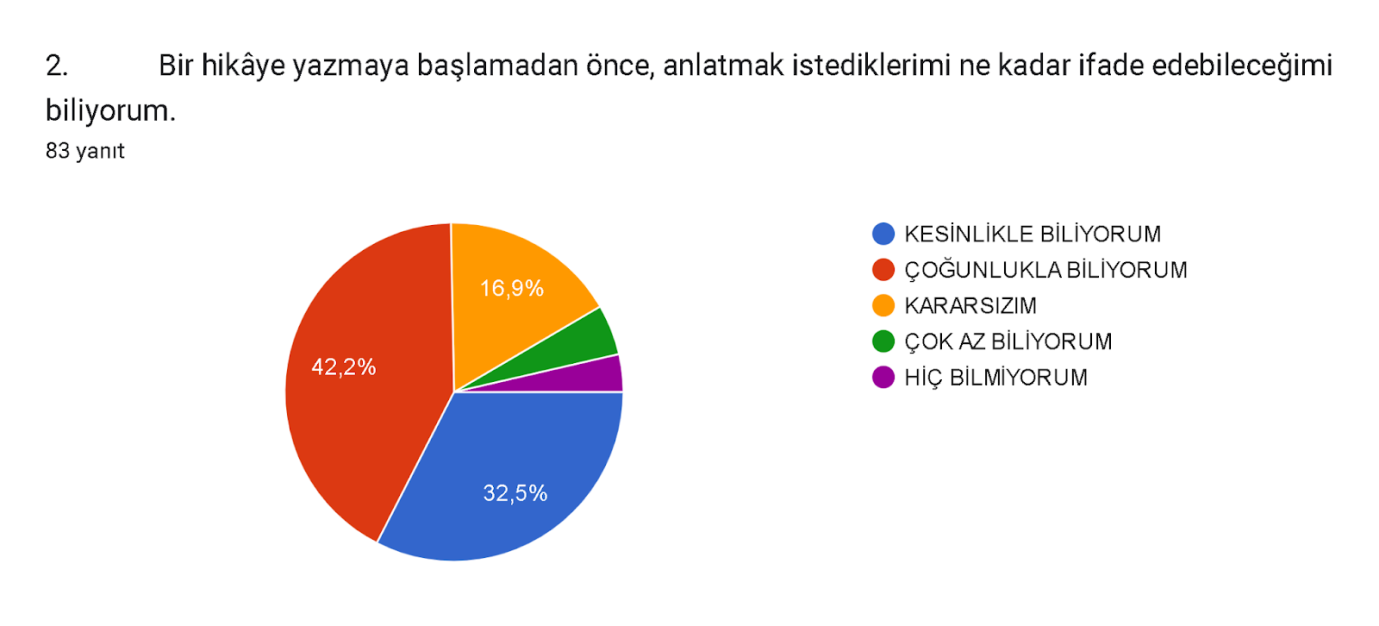 2. Bir hikâye yazmaya başlamadan önce, anlatmak istediklerimi ne kadar ifade edebileceğimi
biliyorum.
83 yanıt
16,9%
42,2%
32,5%
KESİNLİKLE BİLİYORUM
ÇOĞUNLUKLA BİLİYORUM
KARARSIZIM
ÇOK AZ BİLİYORUM
HİÇ BİLMİYORUM